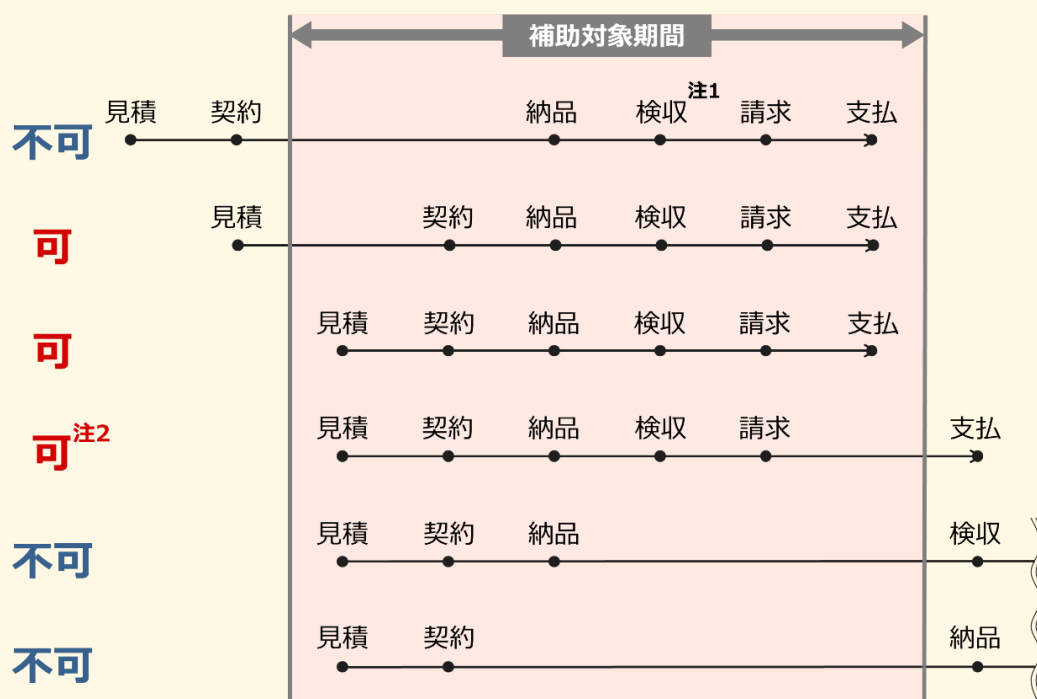 補助対象期間
見積 契約 納品 検収 注1 請求 支払
不可
見積 契約 納品 検収 請求 支払
可
見積 契約 納品 検収 請求 支払
可
見積 契約 納品 検収 請求 支払
可 注2
見積 契約 納品 検収
不可
見積 契約 納品
不可